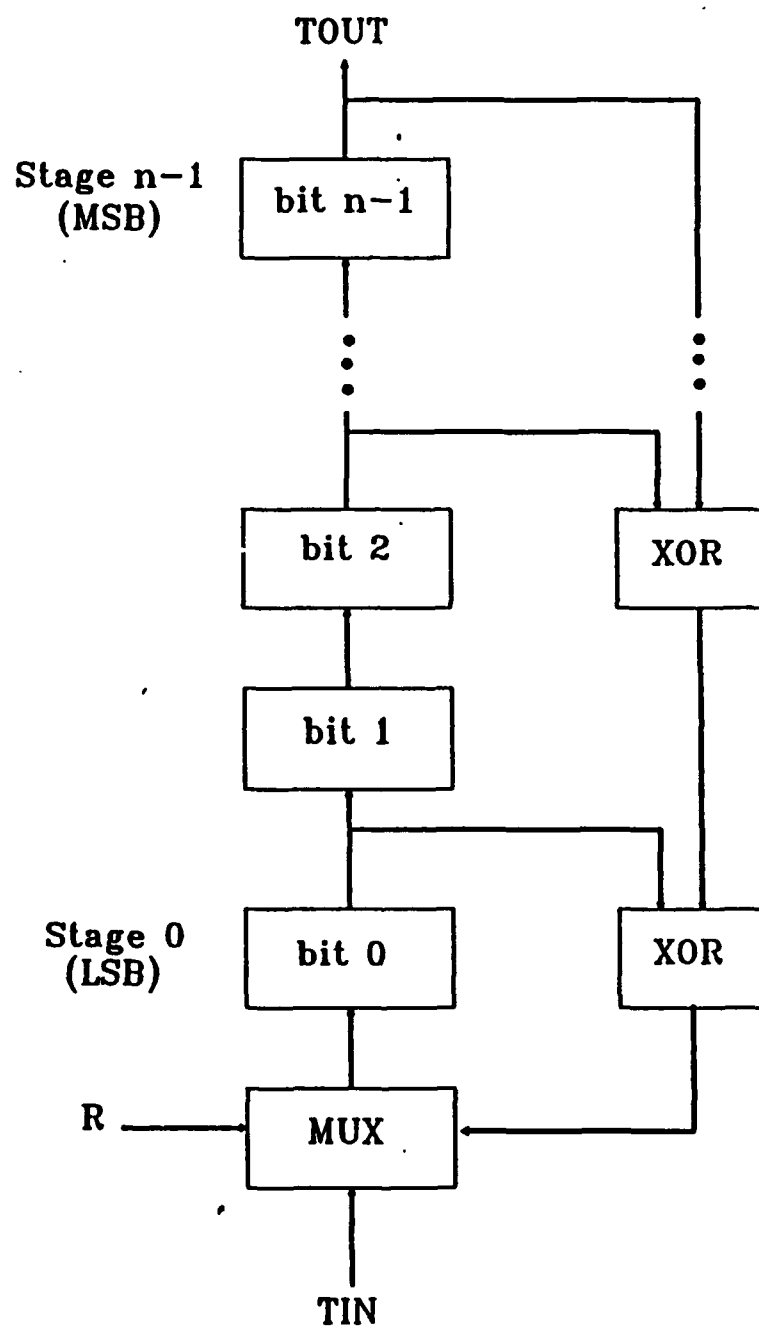 TOUT
Stage n-1
(MSB)
bit n-1
bit 2
XOR
bit 1
Stage 0
(LSB)
bit 0
XOR
R
MUX
TIN